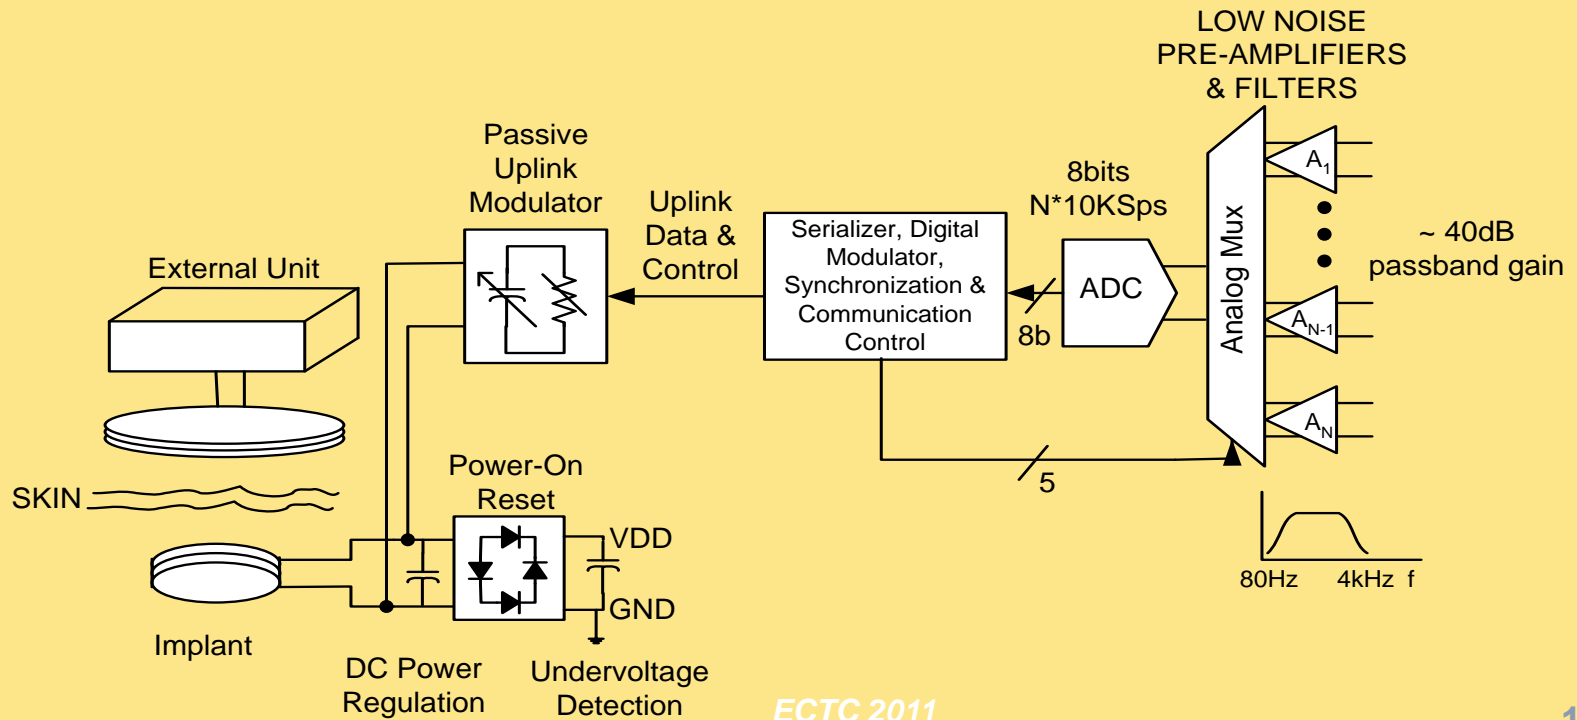 LOW NOISE
PRE-AMPLIFIERS
& FILTERS
Passive
Uplink
Modulator
Uplink
Data &
Control
8bits
N*10KSps
Serializer, Digital
Modulator,
Synchronization &
Communication
Control
ADC
8b
Analog Mux
A1
AN-1
AN
~ 40dB
passband gain
External Unit
5
SKIN
Power-On
Reset
VDD
GND
80Hz
4kHz f
Implant
DC Power
Regulation
Undervoltage
Detection
ECTC 2011